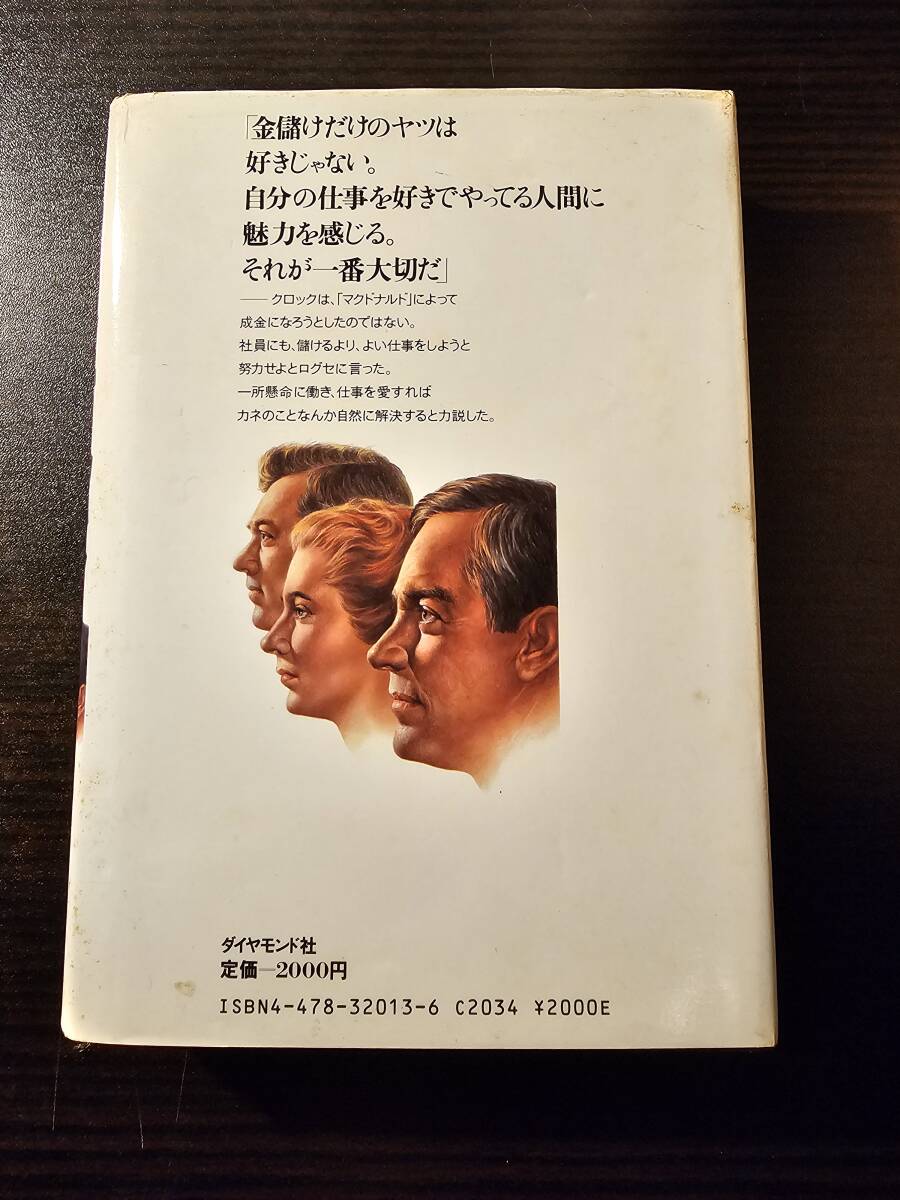 「金儲けだけのヤツは
好きじゃない。
自分の仕事を好きでやってる人間に
魅力を感じる。
それが一番大切だ」
―― クロックは、「マクドナルド」によって
成金になろうとしたのではない。
社員にも、儲けるより、よい仕事をしようと
努力せよと口グセに言った。
一所懸命に働き、仕事を愛すれば
カネのことなんか自然に解決すると力説した。
ダイヤモンド社
定価―2000円
ISBN4-478-32013-6 C2034 ¥2000E